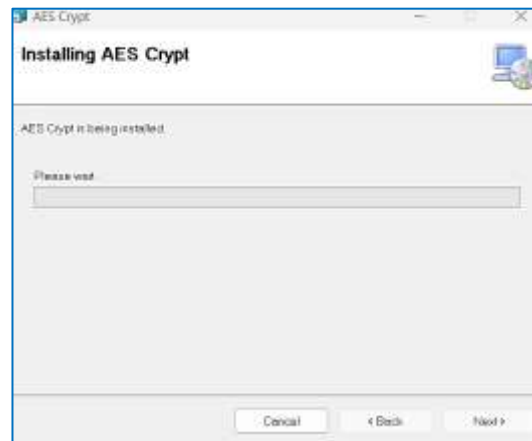 AES Crypt
Installing AES Crypt
AES Crypt is being installed.
Please wait...
Cancel
< Back
Next >